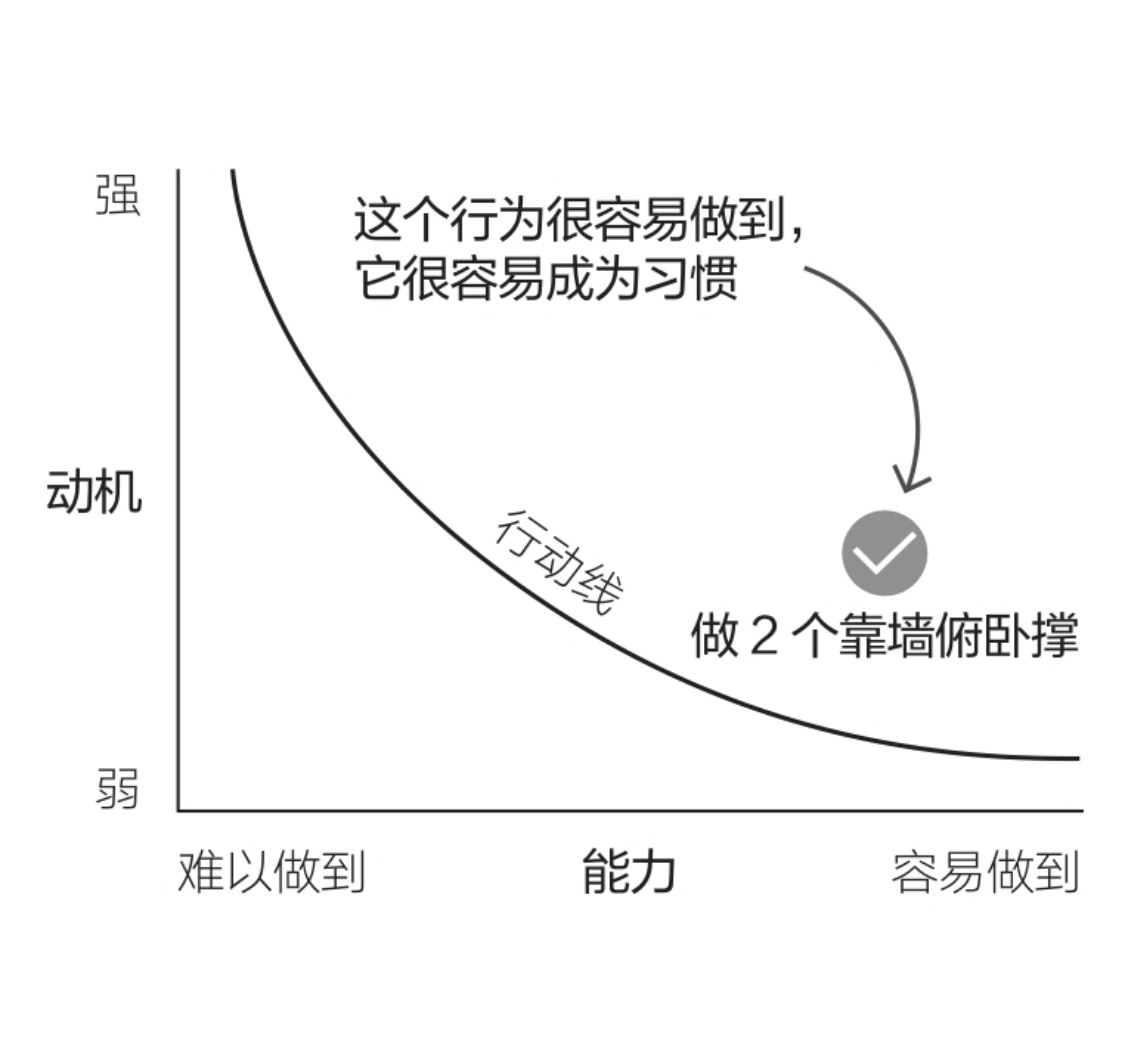 强
这个行为很容易做到，
它很容易成为习惯
动机
行动线
做 2 个靠墙俯卧撑
弱
难以做到
能力
容易做到